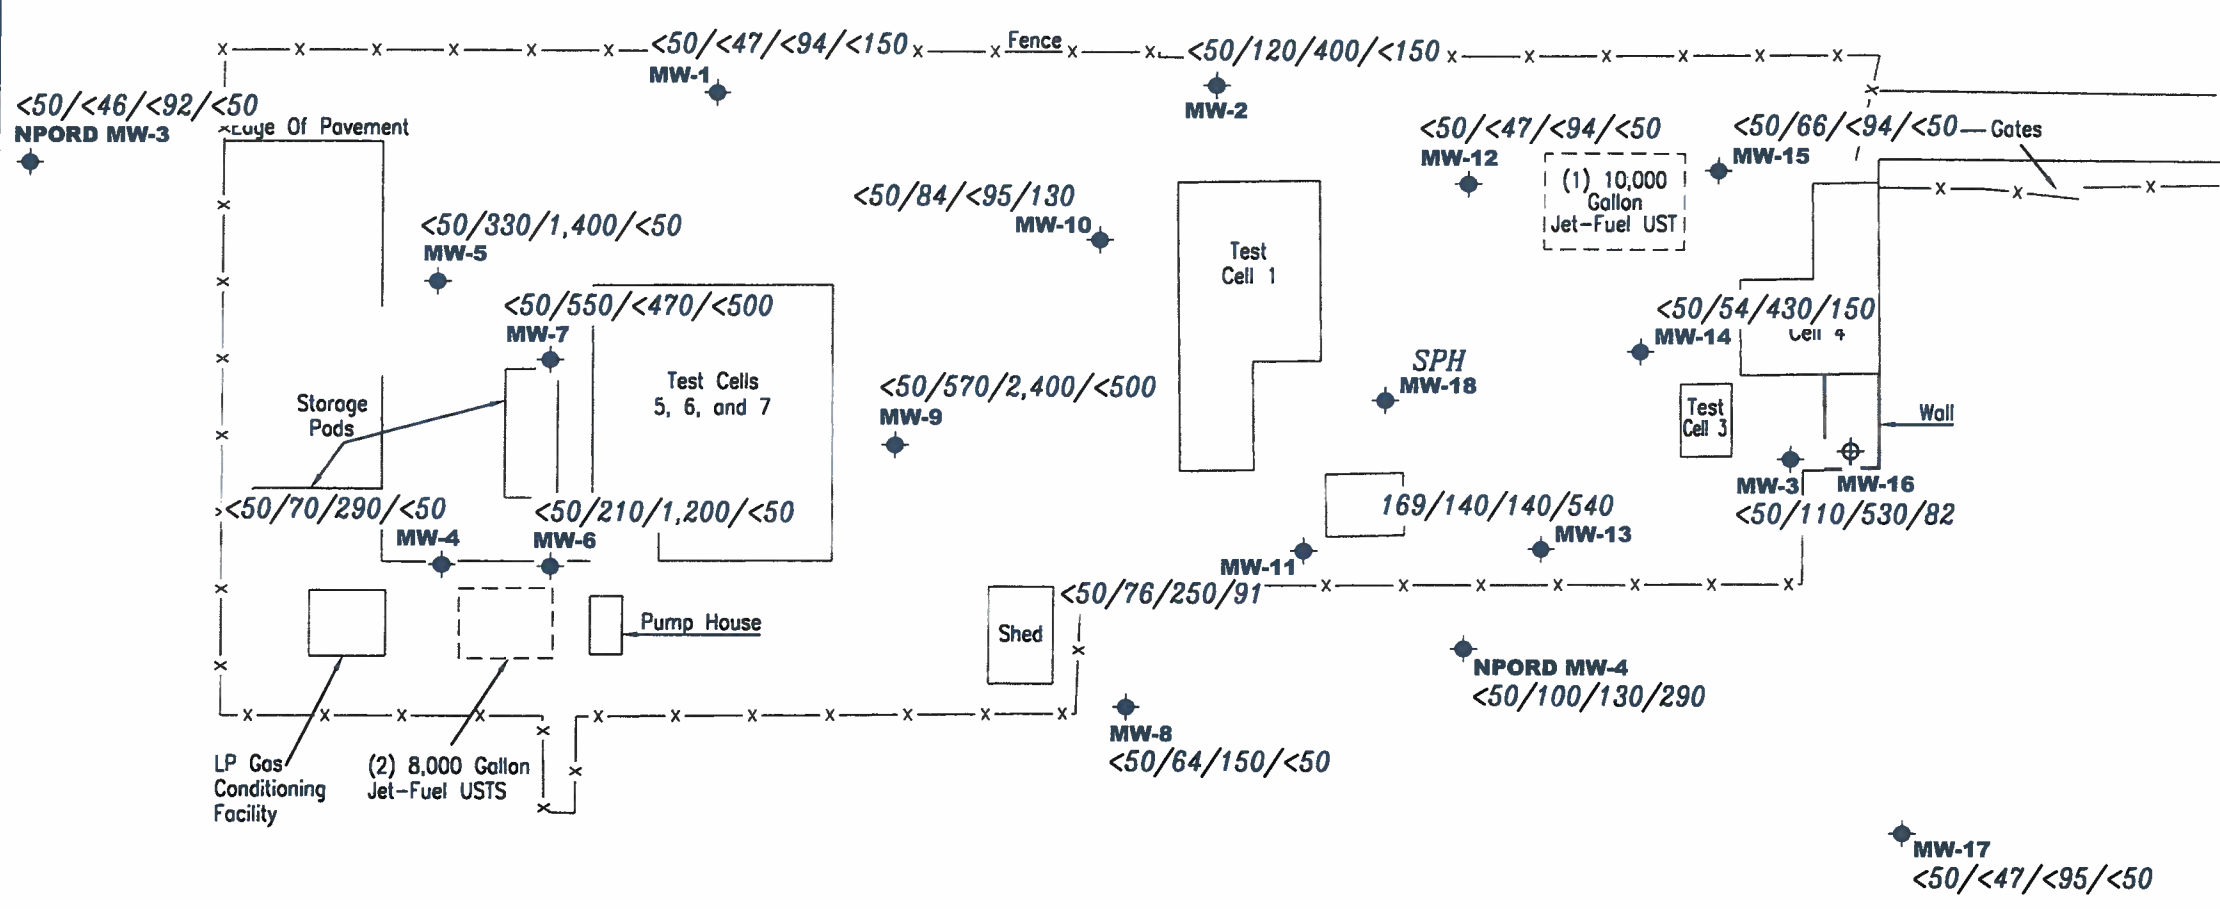 <50/<47/<94/<150
Fence
<50/120/400/<150
MW-1
MW-2
<50/<46/<92/<50
NPORD MW-3
Edge Of Pavement
<50/<47/<94/<50
MW-12
<50/66/<94/<50
MW-15
Gates
(1) 10,000
Gallon
Jet-Fuel UST
<50/84/<95/130
MW-10
<50/330/1,400/<50
MW-5
Test
Cell 1
<50/550/<470/<500
MW-7
<50/54/430/150
MW-14
Cell 4
SPH
MW-18
Test Cells
5, 6, and 7
<50/570/2,400/<500
MW-9
Storage
Pods
Test
Cell 3
Wall
MW-3
MW-16
<50/110/530/82
<50/70/290/<50
MW-4
<50/210/1,200/<50
MW-6
169/140/140/540
MW-13
MW-11
<50/76/250/91
Pump House
Shed
NPORD MW-4
<50/100/130/290
MW-8
<50/64/150/<50
LP Gas
Conditioning
Facility
(2) 8,000 Gallon
Jet-Fuel USTS
MW-17
<50/<47/<95/<50